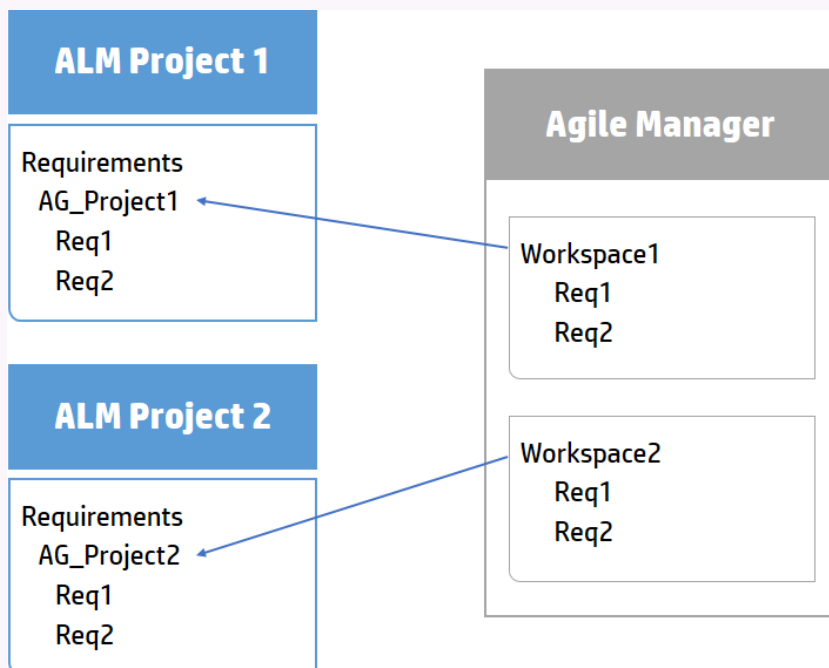 ALM Project 1
Requirements
AG_Project1
Req1
Req2
ALM Project 2
Requirements
AG_Project2
Req1
Req2
Agile Manager
Workspace1
Req1
Req2
Workspace2
Req1
Req2